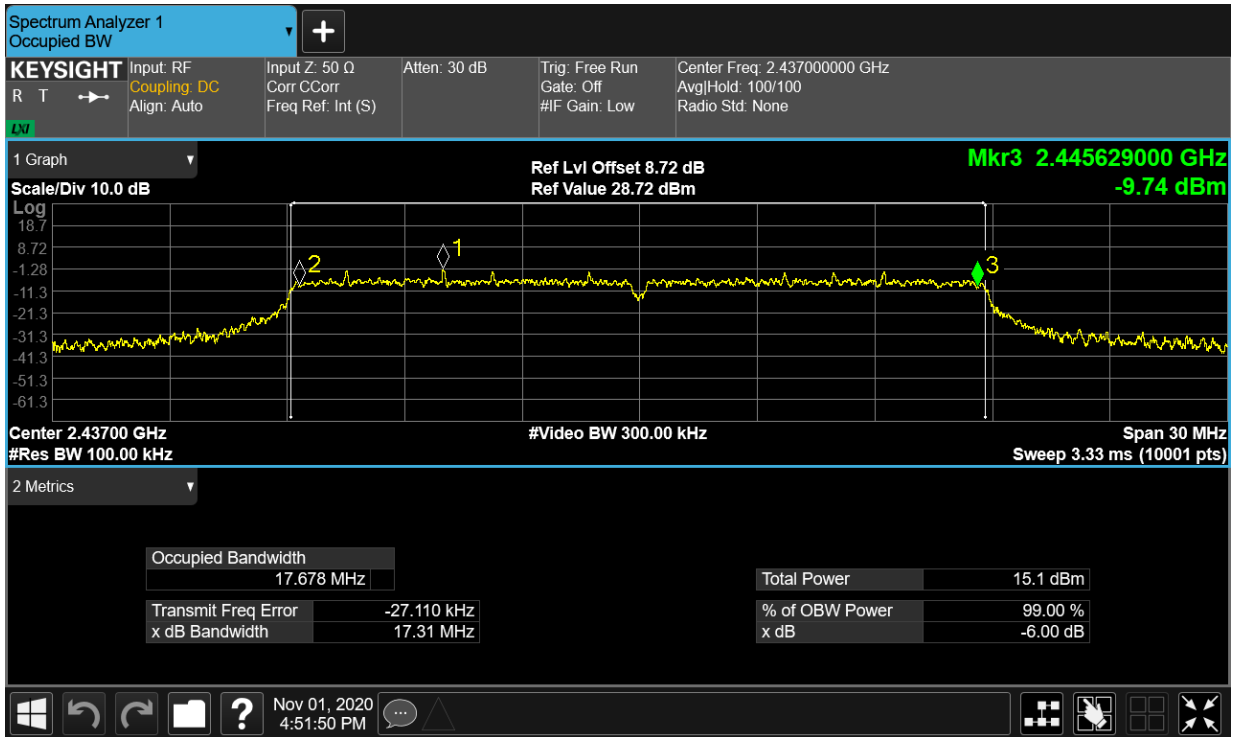 Spectrum Analyzer 1
Occupied BW
KEYSIGHT
R T
LXI
Input: RF
Coupling: DC
Align: Auto
Input Z: 50 Ω
Corr CCorr
Freq Ref: Int (S)
Atten: 30 dB
Trig: Free Run
Gate: Off
#IF Gain: Low
Center Freq: 2.437000000 GHz
Avg|Hold: 100/100
Radio Std: None
1 Graph
Scale/Div 10.0 dB
Ref Lvl Offset 8.72 dB
Ref Value 28.72 dBm
Mkr3 2.445629000 GHz
-9.74 dBm
Log
18.7
8.72
-1.28
-11.3
-21.3
-31.3
-41.3
-51.3
-61.3
2
1
3
Center 2.43700 GHz
#Video BW 300.00 kHz
Span 30 MHz
#Res BW 100.00 kHz
Sweep 3.33 ms (10001 pts)
2 Metrics
Occupied Bandwidth
17.678 MHz
Transmit Freq Error -27.110 kHz
x dB Bandwidth 17.31 MHz
Total Power 15.1 dBm
% of OBW Power 99.00 %
x dB -6.00 dB
?
Nov 01, 2020
4:51:50 PM